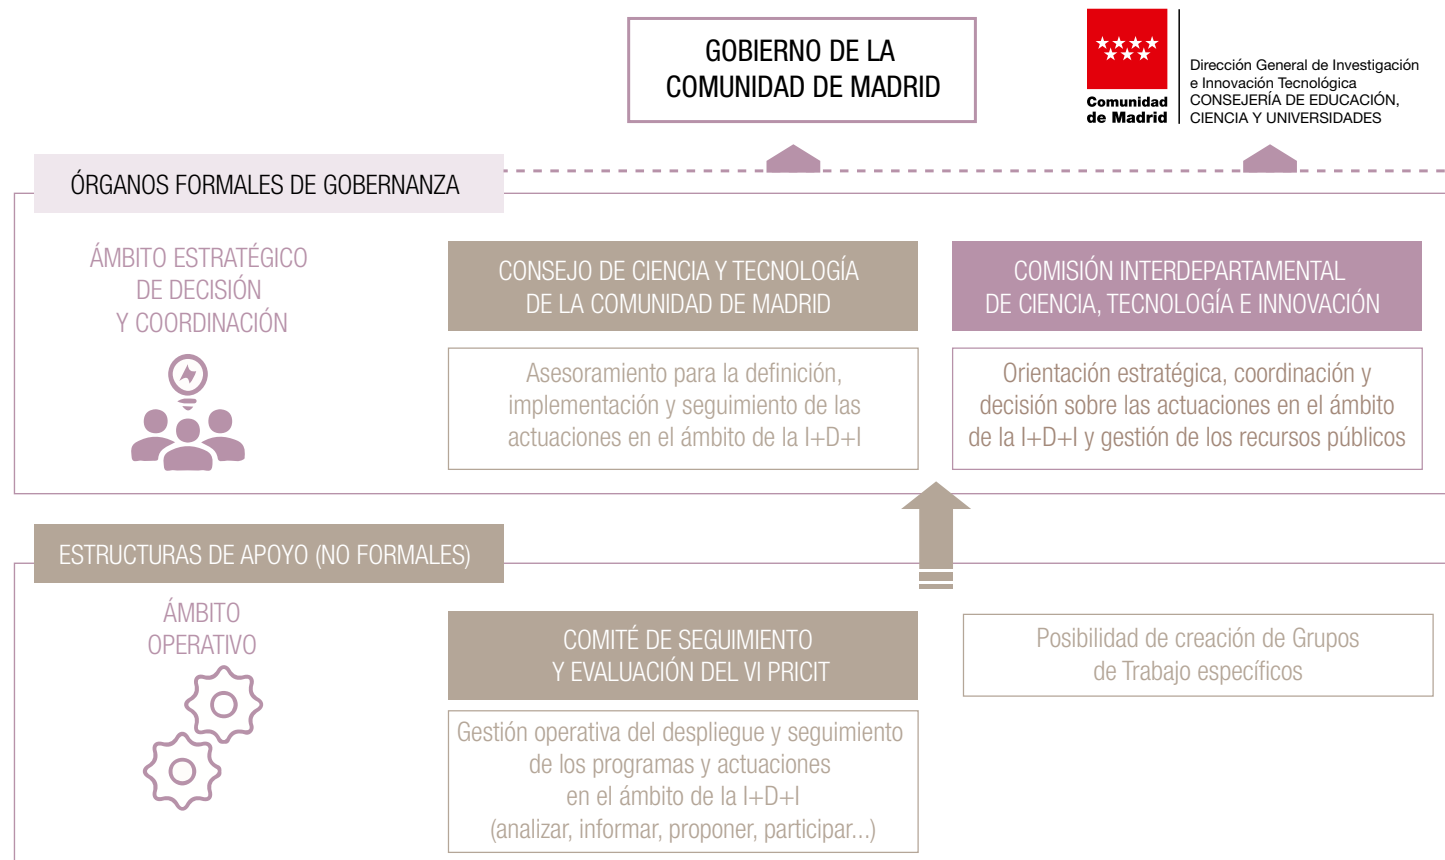 GOBIERNO DE LA
COMUNIDAD DE MADRID
Comunidad
de Madrid
Dirección General de Investigación
e Innovación Tecnológica
CONSEJERÍA DE EDUCACIÓN,
CIENCIA Y UNIVERSIDADES
ÓRGANOS FORMALES DE GOBERNANZA
ÁMBITO ESTRATÉGICO
DE DECISIÓN
Y COORDINACIÓN
CONSEJO DE CIENCIA Y TECNOLOGÍA
DE LA COMUNIDAD DE MADRID
Asesoramiento para la definición,
implementación y seguimiento de las
actuaciones en el ámbito de la I+D+I
COMISIÓN INTERDEPARTAMENTAL
DE CIENCIA, TECNOLOGÍA E INNOVACIÓN
Orientación estratégica, coordinación y
decisión sobre las actuaciones en el ámbito
de la I+D+I y gestión de los recursos públicos
ESTRUCTURAS DE APOYO (NO FORMALES)
ÁMBITO
OPERATIVO
COMITÉ DE SEGUIMIENTO
Y EVALUACIÓN DEL VI PRICIT
Gestión operativa del despliegue y seguimiento
de los programas y actuaciones
en el ámbito de la I+D+I
(analizar, informar, proponer, participar...)
Posibilidad de creación de Grupos
de Trabajo específicos